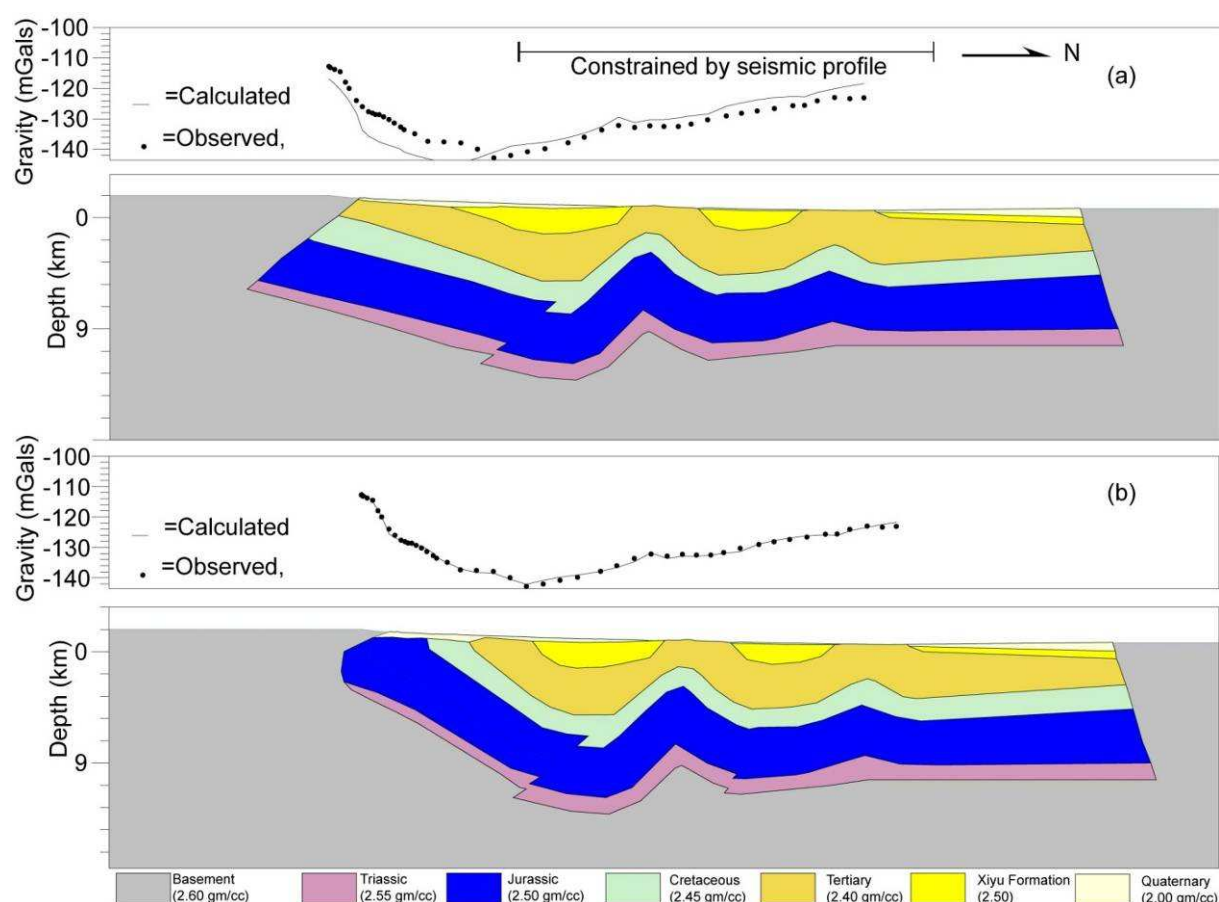 -100
-110
-120
-130
-140
Gravity (mGals)
Constrained by seismic profile
N
(a)
=Calculated
=Observed,
0
9
Depth (km)
-100
-110
-120
-130
-140
Gravity (mGals)
(b)
=Calculated
=Observed,
0
9
Depth (km)
Basement
(2.60 gm/cc)
Triassic
(2.55 gm/cc)
Jurassic
(2.50 gm/cc)
Cretaceous
(2.45 gm/cc)
Tertiary
(2.40 gm/cc)
Xiyu Formation
(2.50)
Quaternary
(2.00 gm/cc)